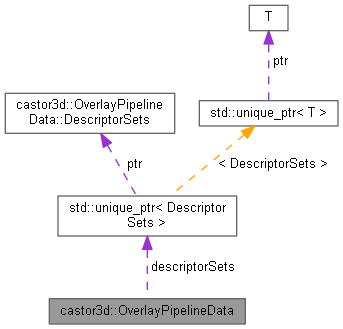 T
ptr
castor3d::OverlayPipeline
Data::DescriptorSets
std::unique_ptr< T >
ptr
< DescriptorSets >
std::unique_ptr< Descriptor
Sets >
descriptorSets
castor3d::OverlayPipelineData